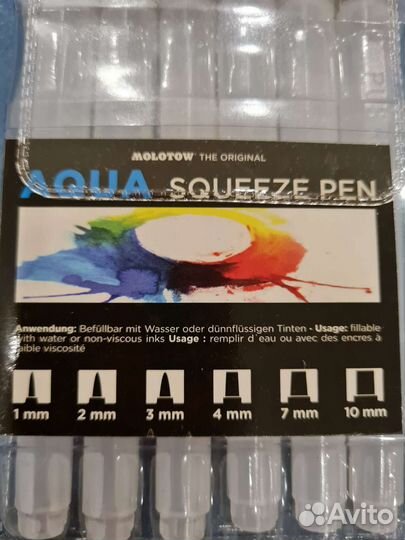 MOLOTOW THE ORIGINAL
AQUA SQUEEZE PEN
Anwendung: Befüllbar mit Wasser oder dünnflüssigen Tinten - Usage: fillable
with water or non-viscous inks Usage : remplir d´eau ou avec des encres à
faible viscosité
1 mm 2 mm 3 mm 4 mm 7 mm 10 mm
Avito